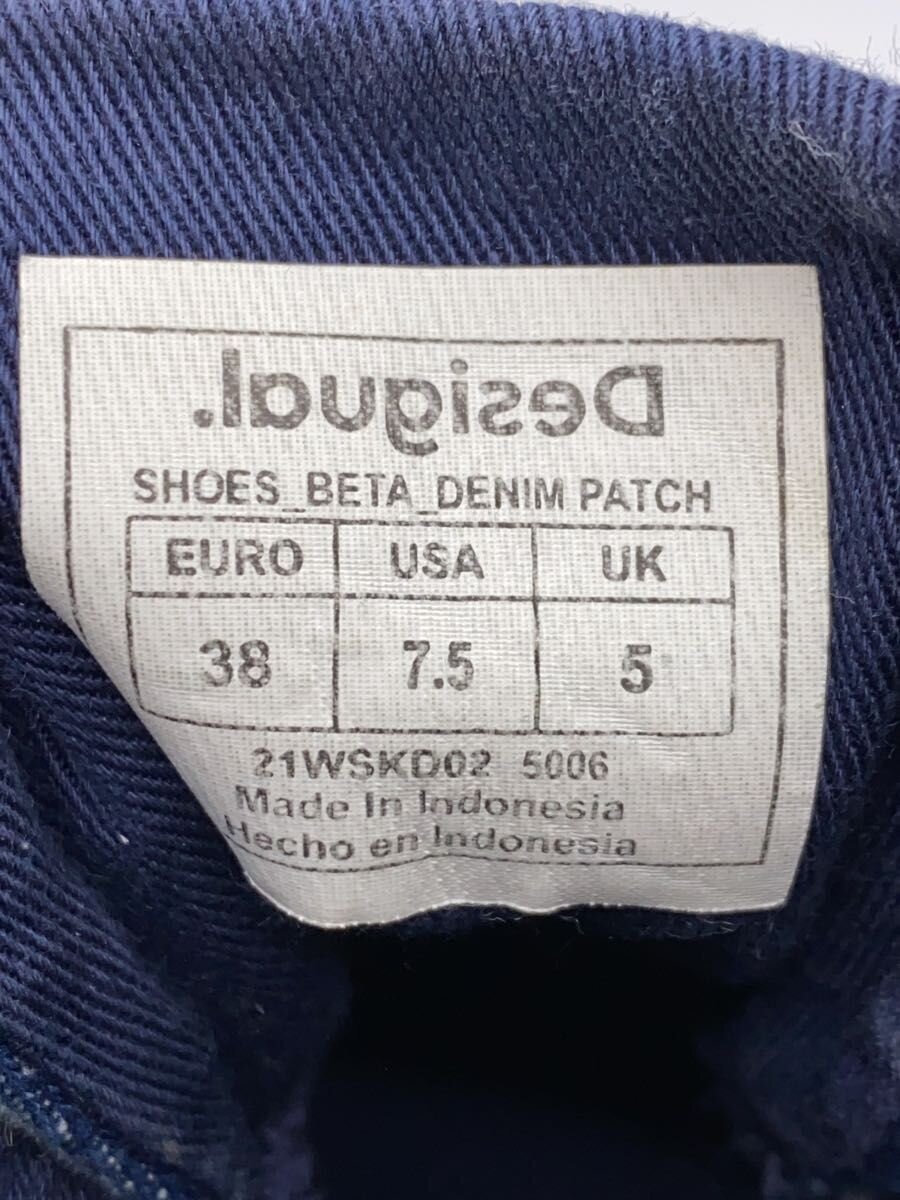 Desigual.
SHOES_BETA_DENIM PATCH
EURO USA UK
38 7.5 5
21WSKD02 5006
Made In Indonesia
Hecho en Indonesia